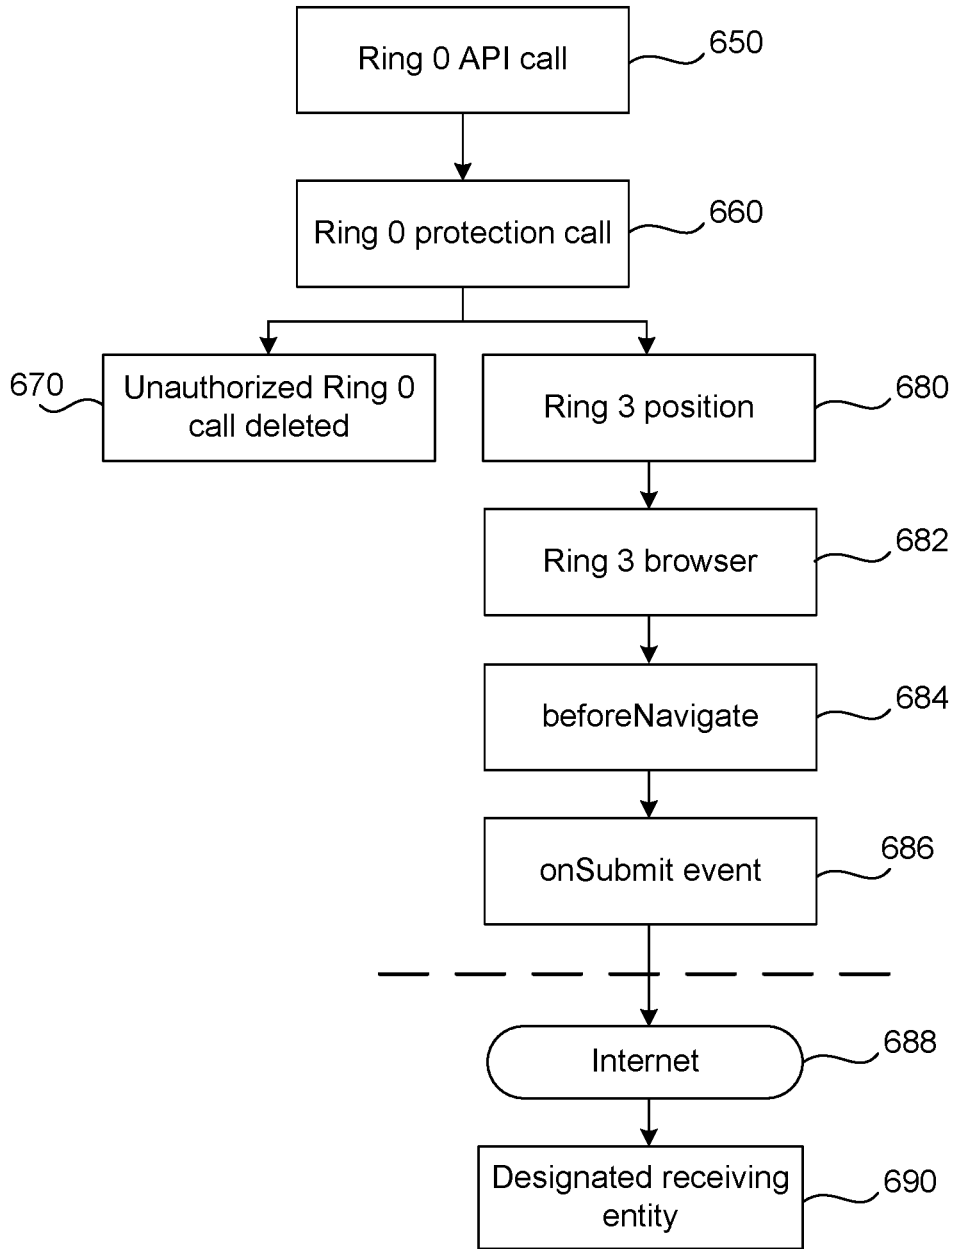 Ring 0 API call
650
Ring 0 protection call
660
670
Unauthorized Ring 0
call deleted
Ring 3 position
680
Ring 3 browser
682
beforeNavigate
684
onSubmit event
686
Internet
688
Designated receiving
entity
690